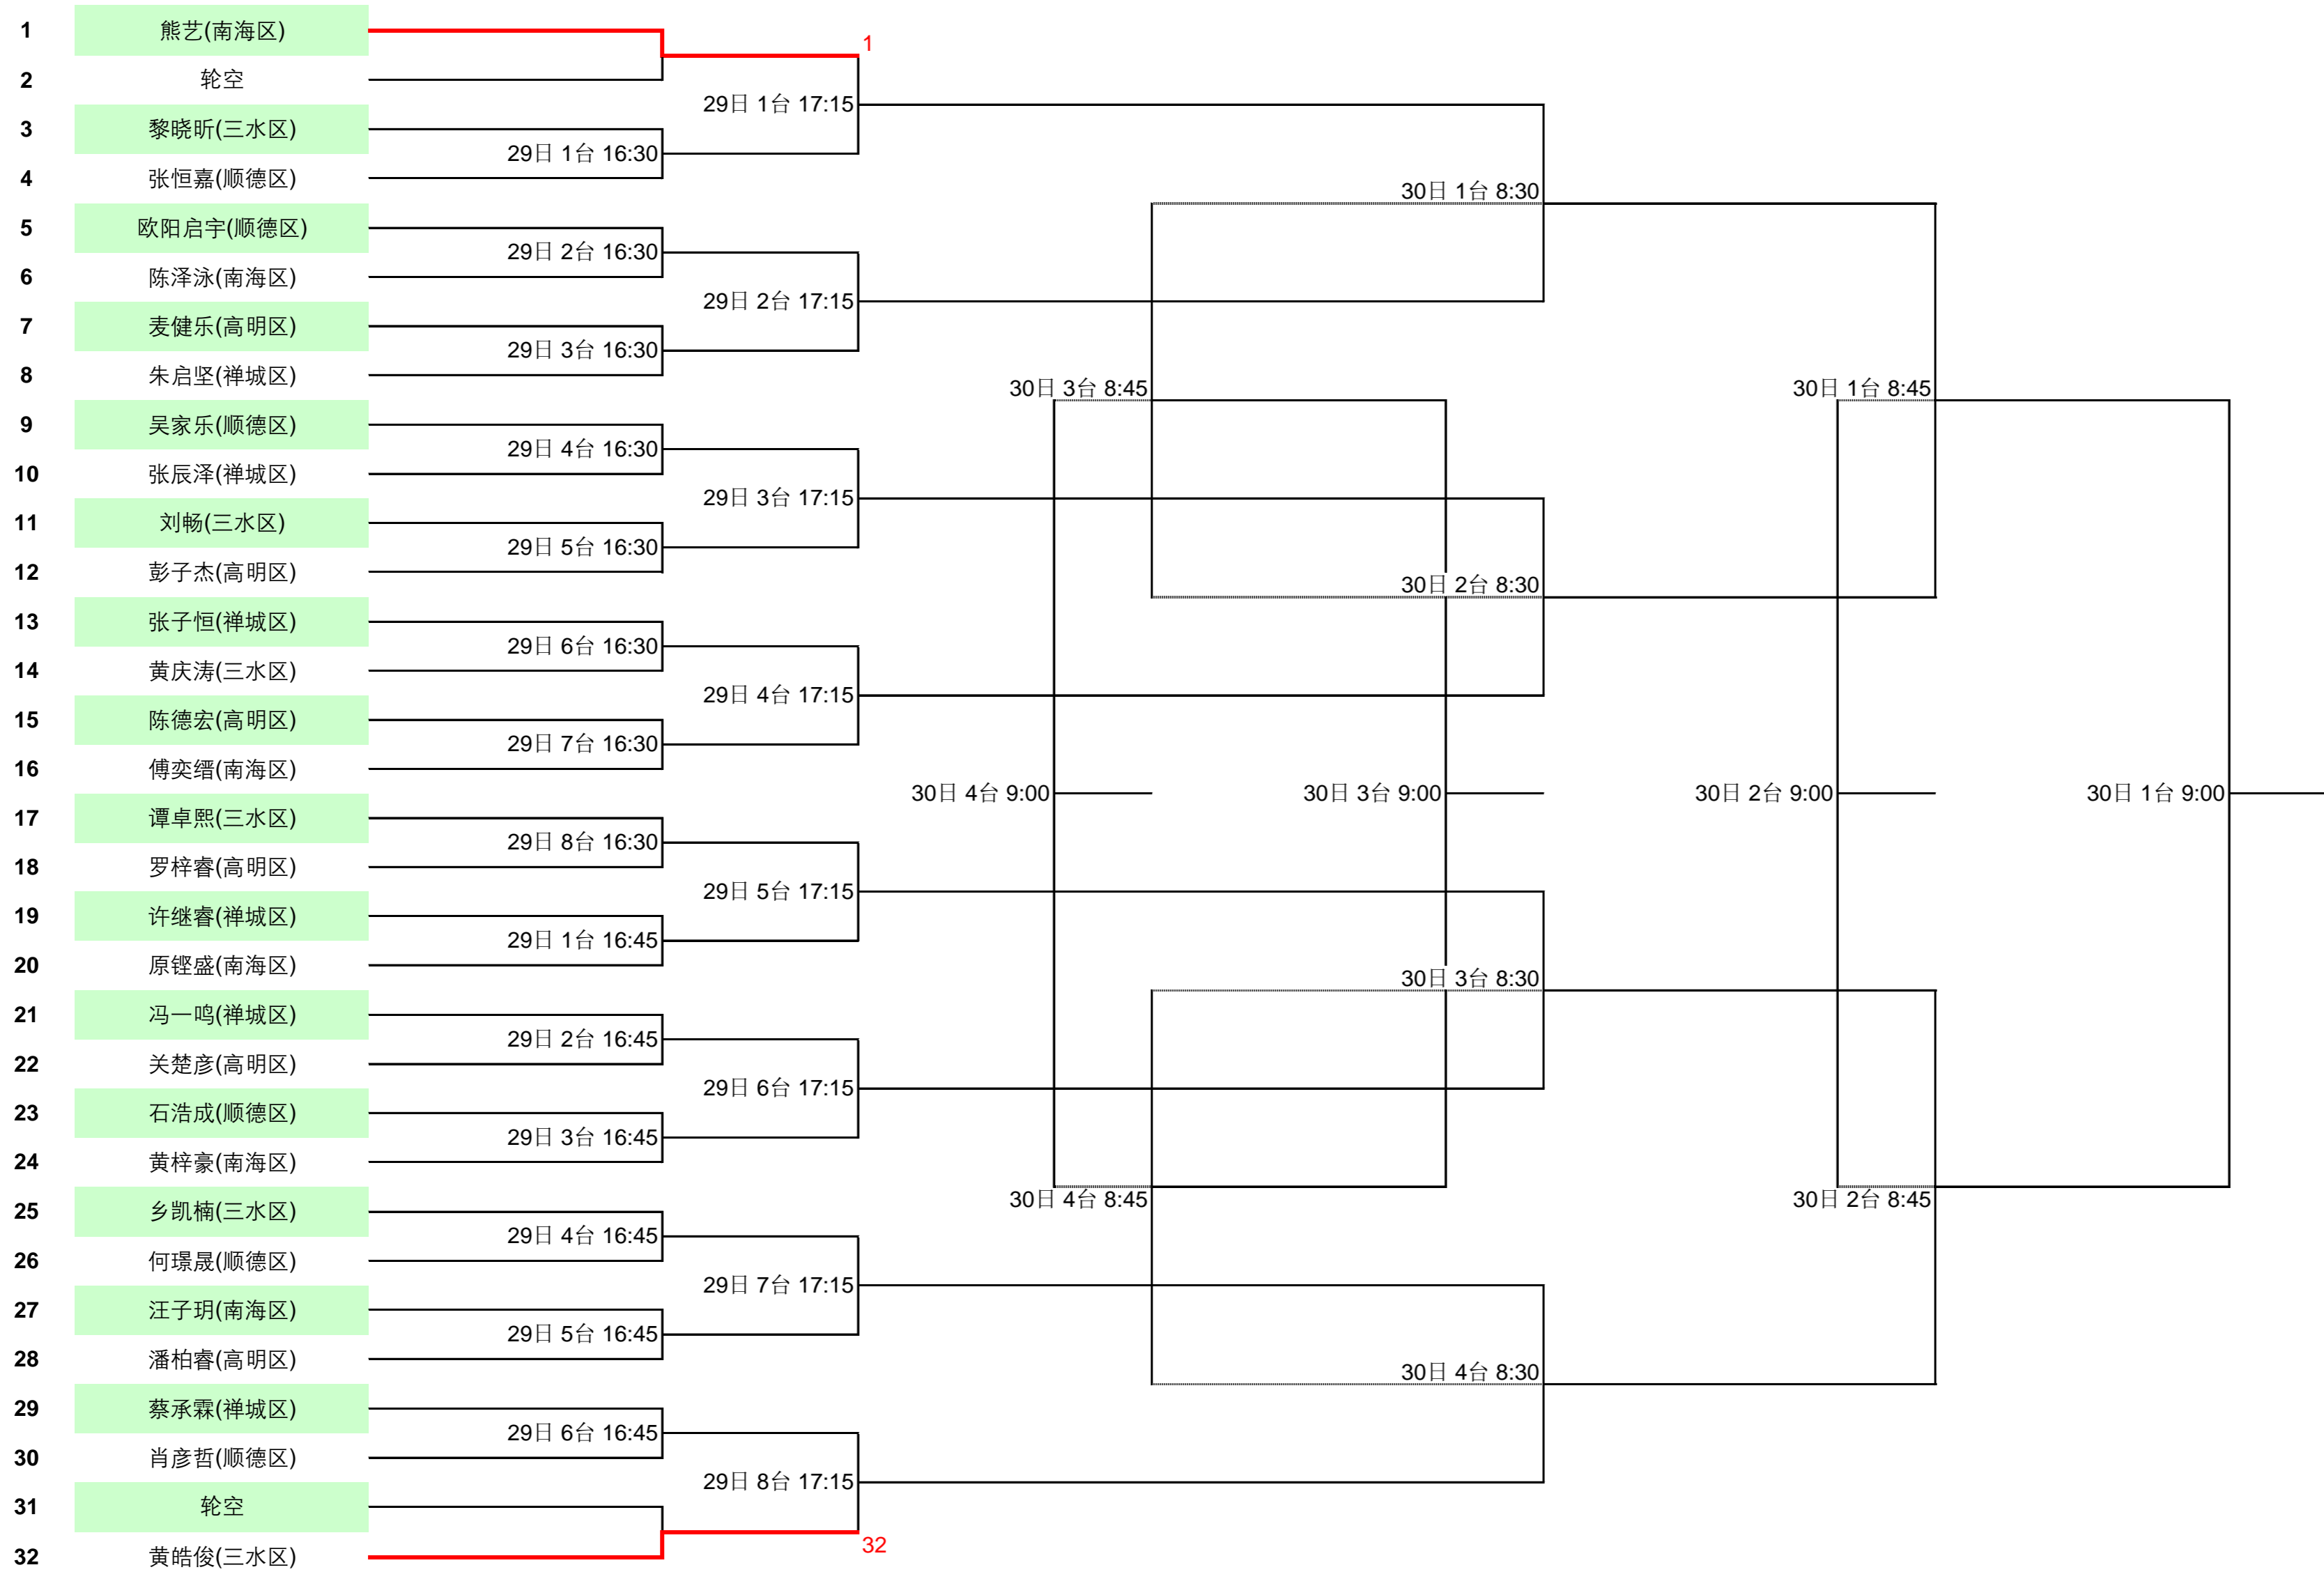 1 熊艺(南海区)
1
2 轮空
29日 1台 17:15
3 黎晓昕(三水区)
29日 1台 16:30
4 张恒嘉(顺德区)
30日 1台 8:30
5 欧阳启宇(顺德区)
29日 2台 16:30
6 陈泽泳(南海区)
29日 2台 17:15
7 麦健乐(高明区)
29日 3台 16:30
8 朱启坚(禅城区)
30日 3台 8:45
30日 1台 8:45
9 吴家乐(顺德区)
29日 4台 16:30
10 张辰泽(禅城区)
29日 3台 17:15
11 刘畅(三水区)
29日 5台 16:30
12 彭子杰(高明区)
30日 2台 8:30
13 张子恒(禅城区)
29日 6台 16:30
14 黄庆涛(三水区)
29日 4台 17:15
15 陈德宏(高明区)
29日 7台 16:30
16 傅奕缙(南海区)
30日 4台 9:00
30日 3台 9:00
30日 2台 9:00
30日 1台 9:00
17 谭卓熙(三水区)
29日 8台 16:30
18 罗梓睿(高明区)
29日 5台 17:15
19 许继睿(禅城区)
29日 1台 16:45
20 原铿盛(南海区)
30日 3台 8:30
21 冯一鸣(禅城区)
29日 2台 16:45
22 关楚彦(高明区)
29日 6台 17:15
23 石浩成(顺德区)
29日 3台 16:45
24 黄梓豪(南海区)
30日 4台 8:45
30日 2台 8:45
25 乡凯楠(三水区)
29日 4台 16:45
26 何璟晟(顺德区)
29日 7台 17:15
27 汪子玥(南海区)
29日 5台 16:45
28 潘柏睿(高明区)
30日 4台 8:30
29 蔡承霖(禅城区)
29日 6台 16:45
30 肖彦哲(顺德区)
29日 8台 17:15
31 轮空
32
32 黄皓俊(三水区)